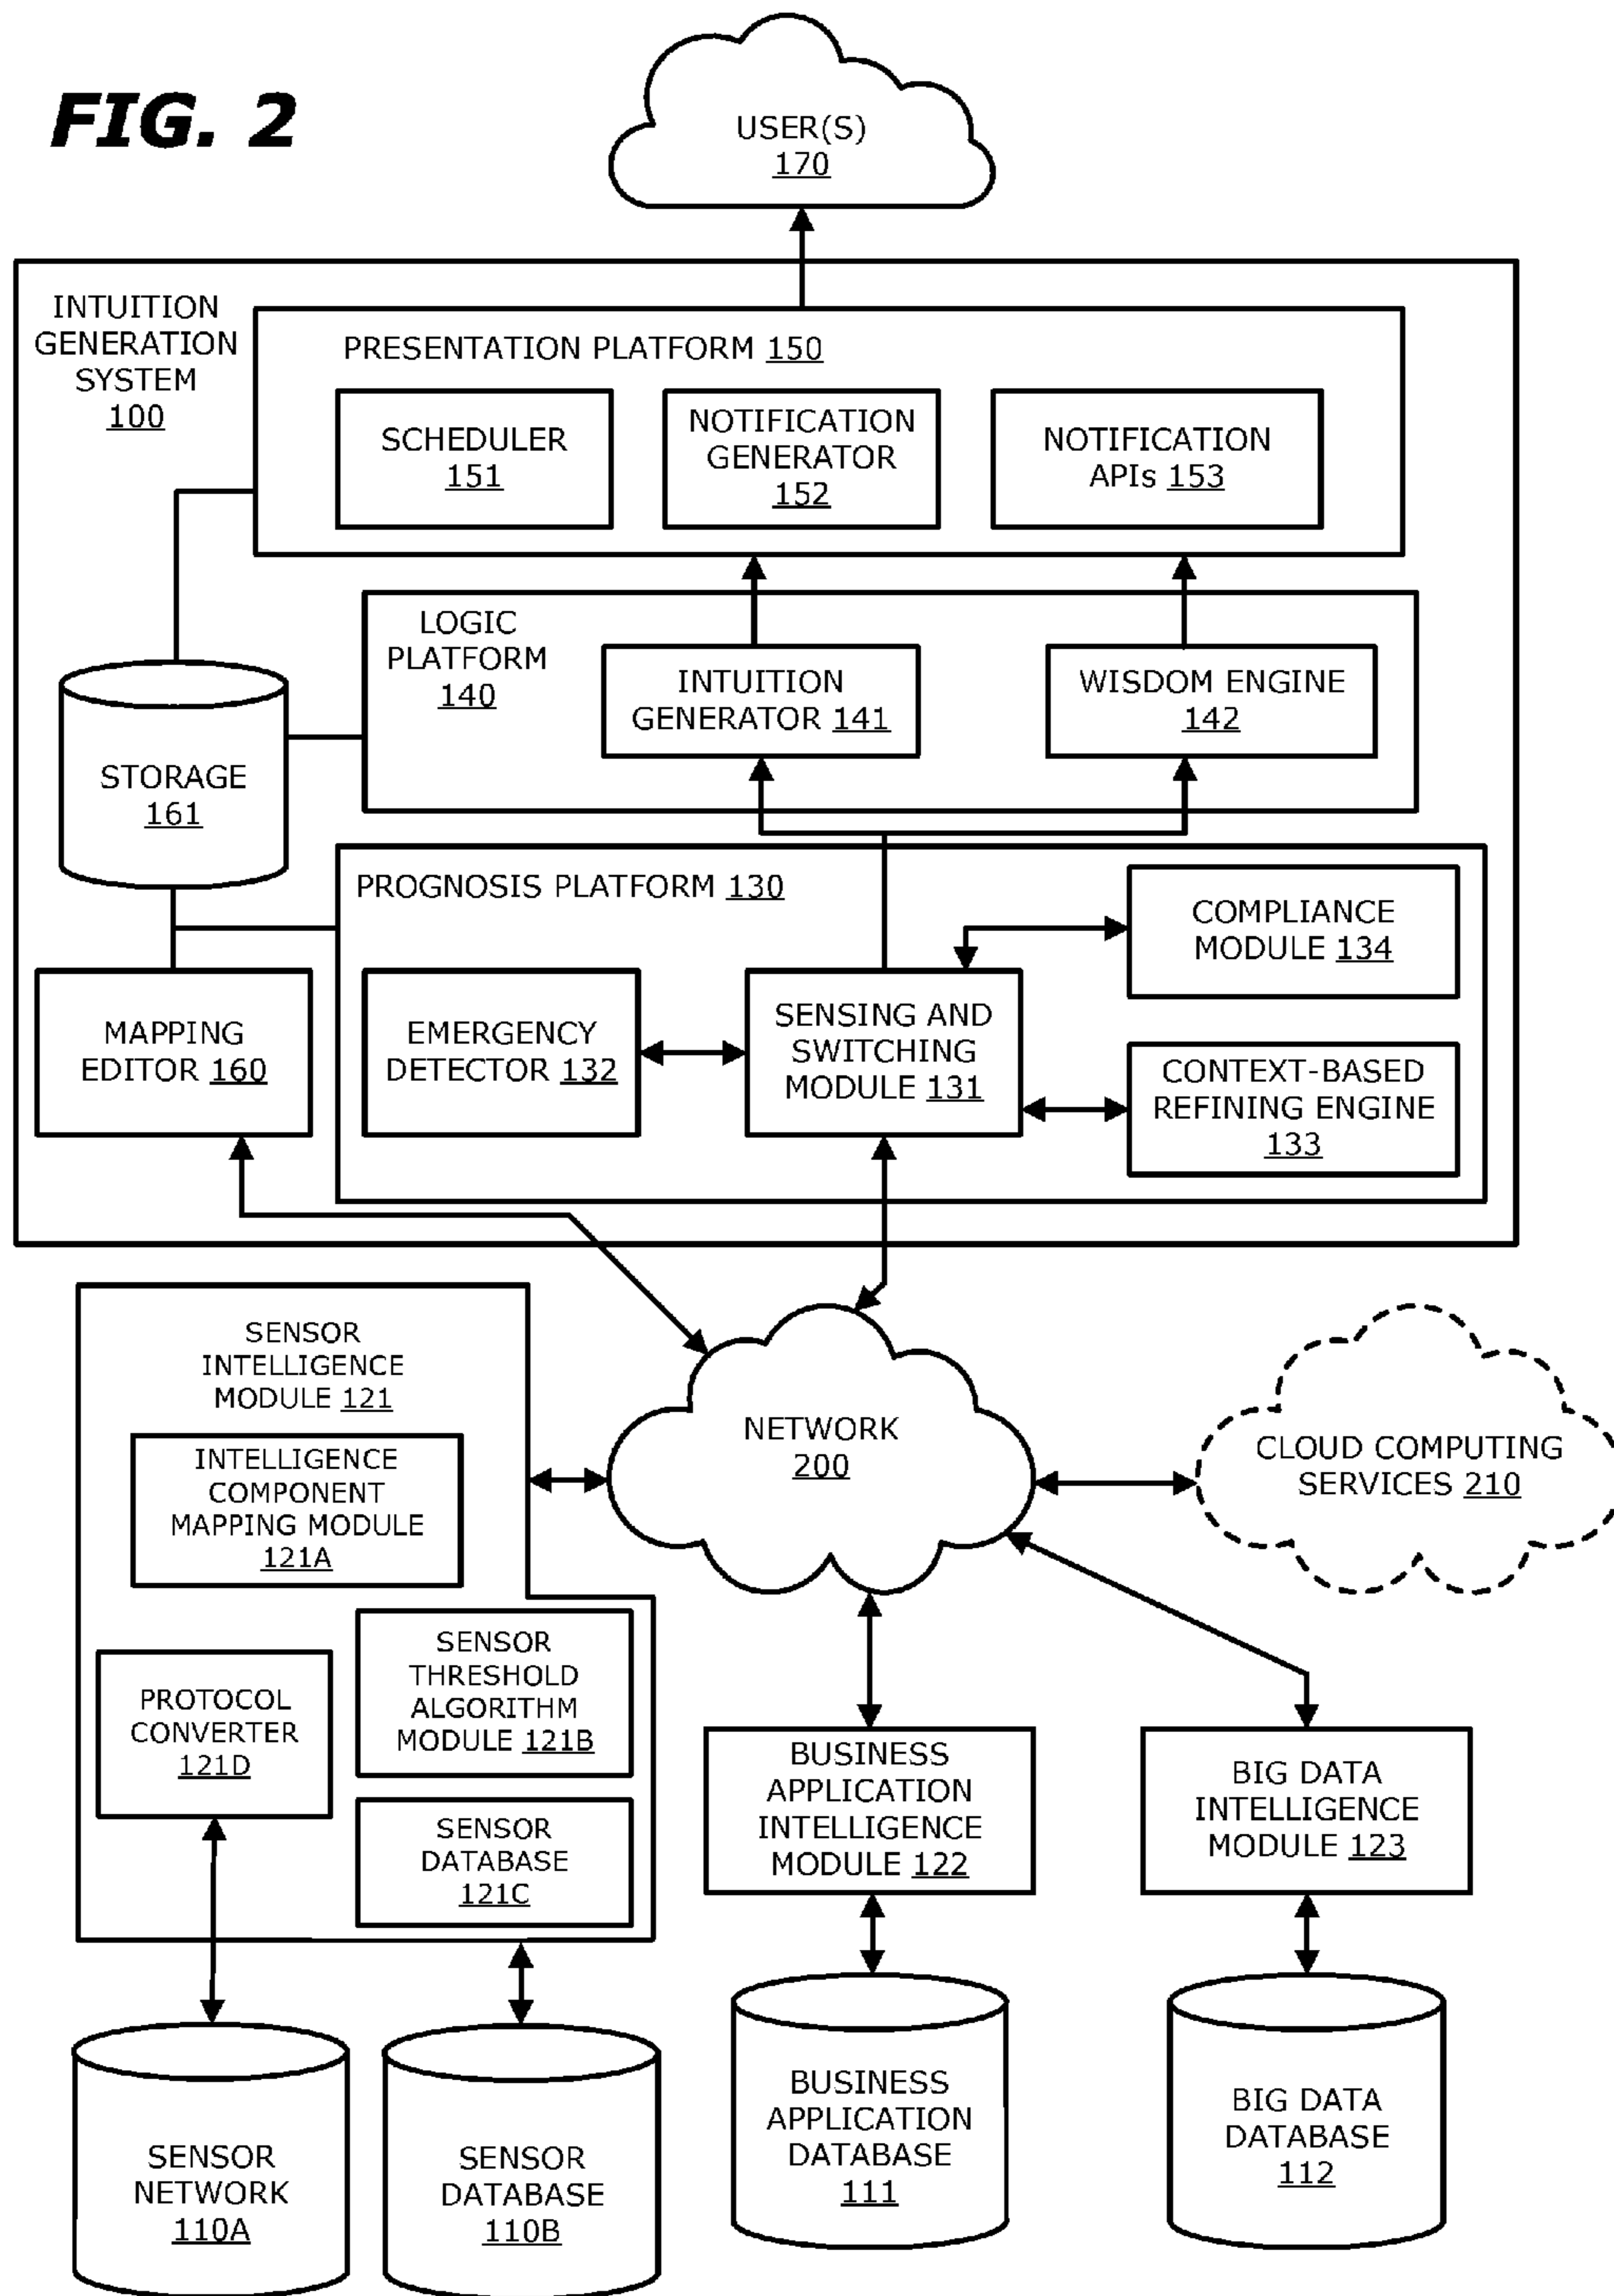 FIG. 2
USER(S)
170
INTUITION
GENERATION
SYSTEM
100
PRESENTATION PLATFORM 150
SCHEDULER
151
NOTIFICATION
GENERATOR
152
NOTIFICATION
APIs 153
LOGIC
PLATFORM
140
INTUITION
GENERATOR 141
WISDOM ENGINE
142
STORAGE
161
PROGNOSIS PLATFORM 130
COMPLIANCE
MODULE 134
MAPPING
EDITOR 160
EMERGENCY
DETECTOR 132
SENSING AND
SWITCHING
MODULE 131
CONTEXT-BASED
REFINING ENGINE
133
SENSOR
INTELLIGENCE
MODULE 121
INTELLIGENCE
COMPONENT
MAPPING MODULE
121A
NETWORK
200
CLOUD COMPUTING
SERVICES 210
PROTOCOL
CONVERTER
121D
SENSOR
THRESHOLD
ALGORITHM
MODULE 121B
SENSOR
DATABASE
121C
BUSINESS
APPLICATION
INTELLIGENCE
MODULE 122
BIG DATA
INTELLIGENCE
MODULE 123
SENSOR
NETWORK
110A
SENSOR
DATABASE
110B
BUSINESS
APPLICATION
DATABASE
111
BIG DATA
DATABASE
112